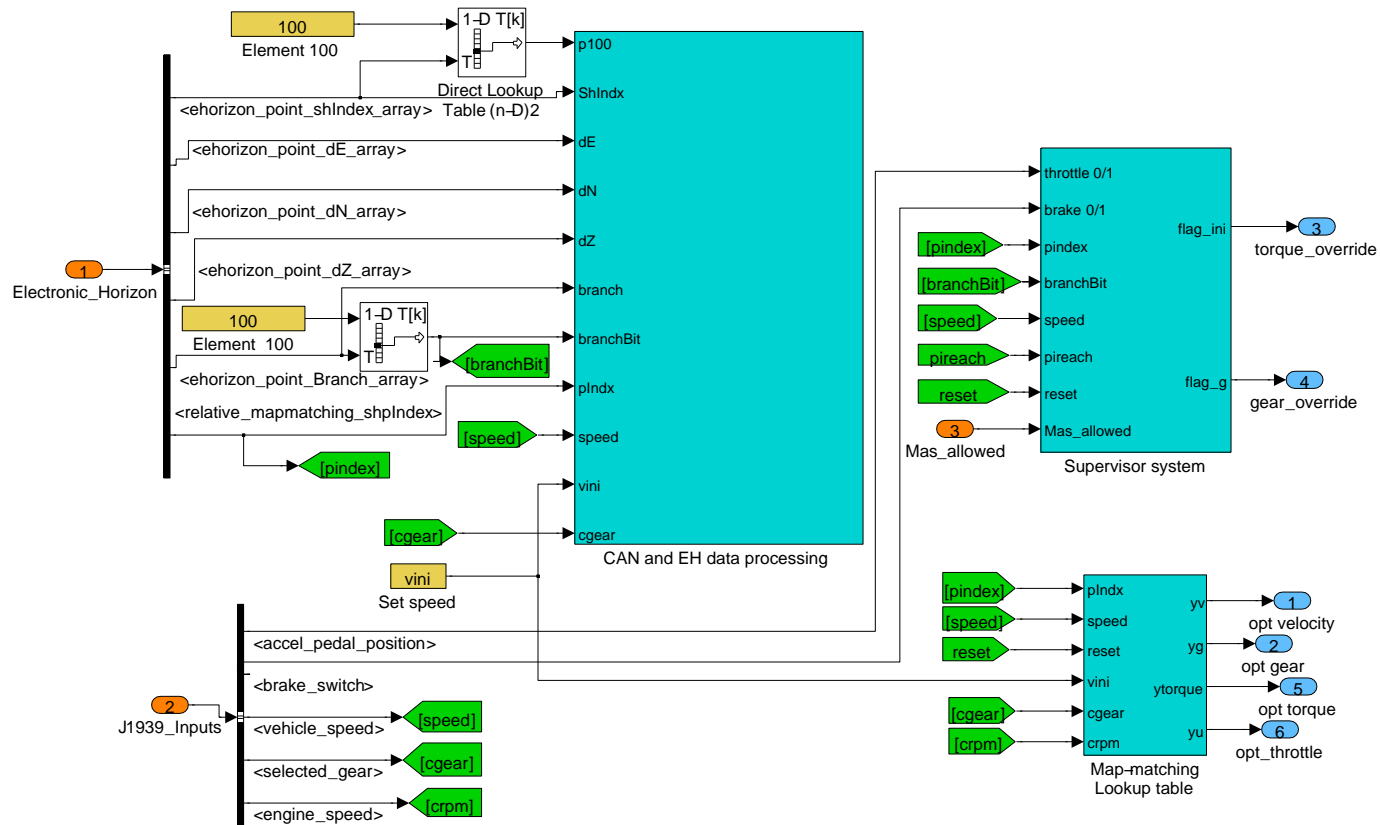 100
Element 100
1-D T[k]
T
Direct Lookup
Table (n-D)2
<ehorizon_point_shIndex_array>
<ehorizon_point_dE_array>
<ehorizon_point_dN_array>
<ehorizon_point_dZ_array>
1
Electronic_Horizon
100
Element 100
1-D T[k]
T
[branchBit]
<ehorizon_point_Branch_array>
<relative_mapmatching_shpIndex>
[speed]
[pindex]
[cgear]
vini
Set speed
p100
ShIndx
dE
dN
dZ
branch
branchBit
pIndx
speed
vini
cgear
CAN and EH data processing
[pindex]
[branchBit]
[speed]
pireach
reset
3
Mas_allowed
throttle 0/1
brake 0/1
pindex
branchBit
speed
pireach
reset
Mas_allowed
flag_ini
flag_g
Supervisor system
3
torque_override
4
gear_override
2
J1939_Inputs
<accel_pedal_position>
<brake_switch>
<vehicle_speed>
[speed]
<selected_gear>
[cgear]
<engine_speed>
[crpm]
[pindex]
[speed]
reset
[cgear]
[crpm]
pIndx
speed
reset
vini
cgear
crpm
yv
yg
ytorque
yu
Map-matching
Lookup table
1
opt velocity
2
opt gear
5
opt torque
6
opt_throttle